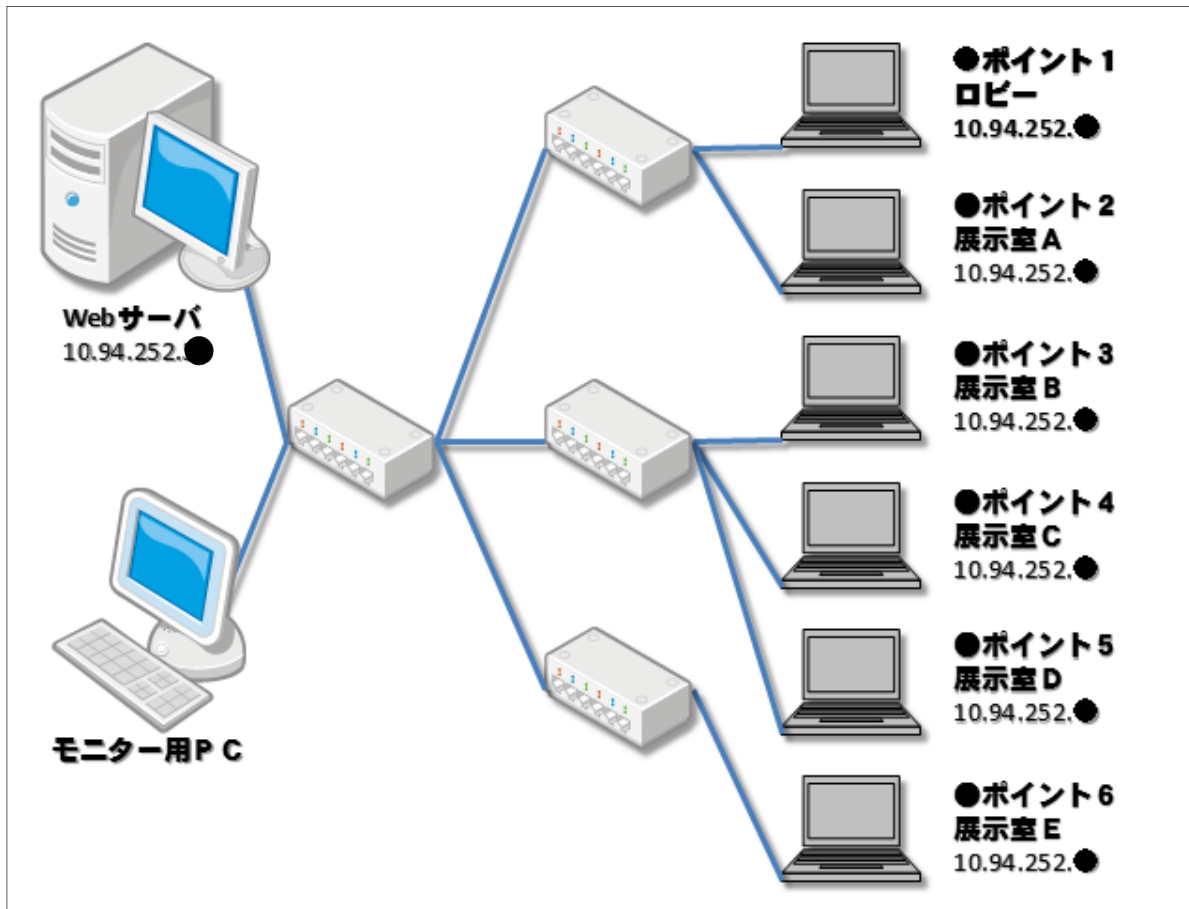 Webサーバ
10.94.252.●
モニター用ＰＣ
●ポイント１
ロビー
10.94.252.●
●ポイント２
展示室Ａ
10.94.252.●
●ポイント３
展示室Ｂ
10.94.252.●
●ポイント４
展示室Ｃ
10.94.252.●
●ポイント５
展示室Ｄ
10.94.252.●
●ポイント６
展示室Ｅ
10.94.252.●